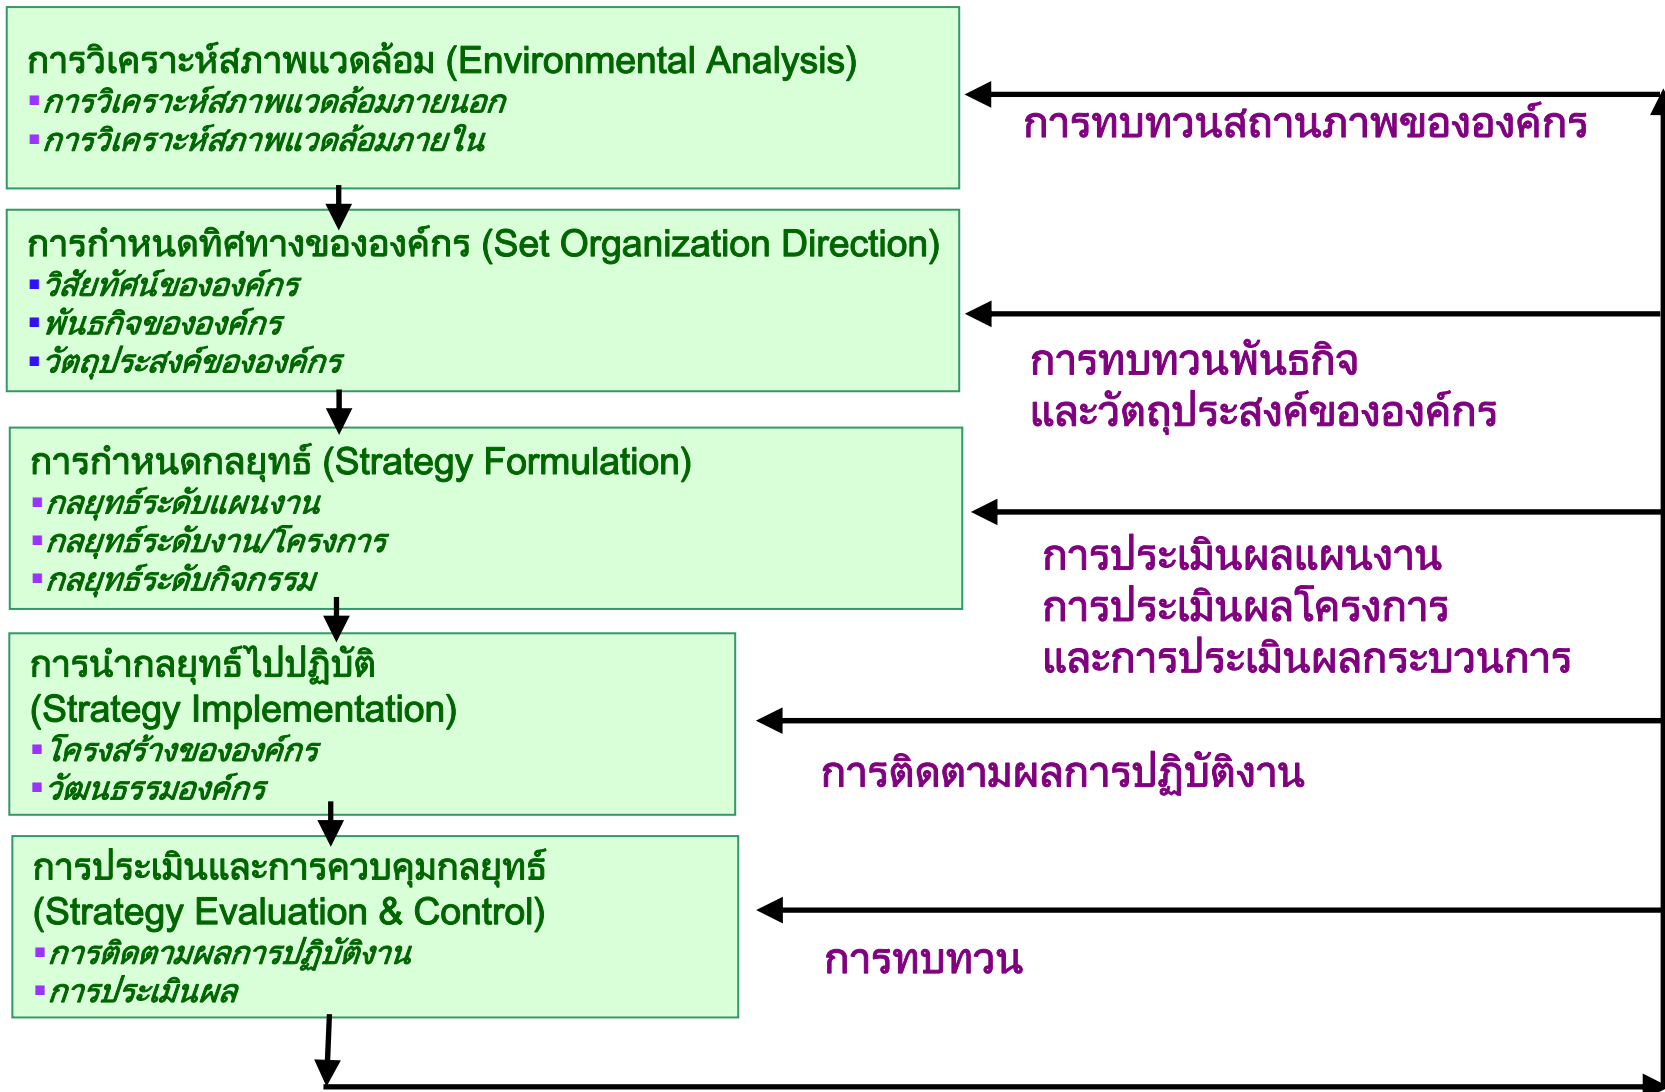 การวิเคราะห์สภาพแวดล้อม (Environmental Analysis)
▪การวิเคราะห์สภาพแวดล้อมภายนอก
▪การวิเคราะห์สภาพแวดล้อมภายใน
การทบทวนสถานภาพขององค์กร
การกำหนดทิศทางขององค์กร (Set Organization Direction)
▪วิสัยทัศน์ขององค์กร
▪พันธกิจขององค์กร
▪วัตถุประสงค์ขององค์กร
การทบทวนพันธกิจ
และวัตถุประสงค์ขององค์กร
การกำหนดกลยุทธ์ (Strategy Formulation)
▪กลยุทธ์ระดับแผนงาน
▪กลยุทธ์ระดับงาน/โครงการ
▪กลยุทธ์ระดับกิจกรรม
การประเมินผลแผนงาน
การประเมินผลโครงการ
และการประเมินผลกระบวนการ
การนำกลยุทธ์ไปปฏิบัติ
(Strategy Implementation)
▪โครงสร้างขององค์กร
▪วัฒนธรรมองค์กร
การติดตามผลการปฏิบัติงาน
การประเมินและการควบคุมกลยุทธ์
(Strategy Evaluation & Control)
▪การติดตามผลการปฏิบัติงาน
▪การประเมินผล
การทบทวน